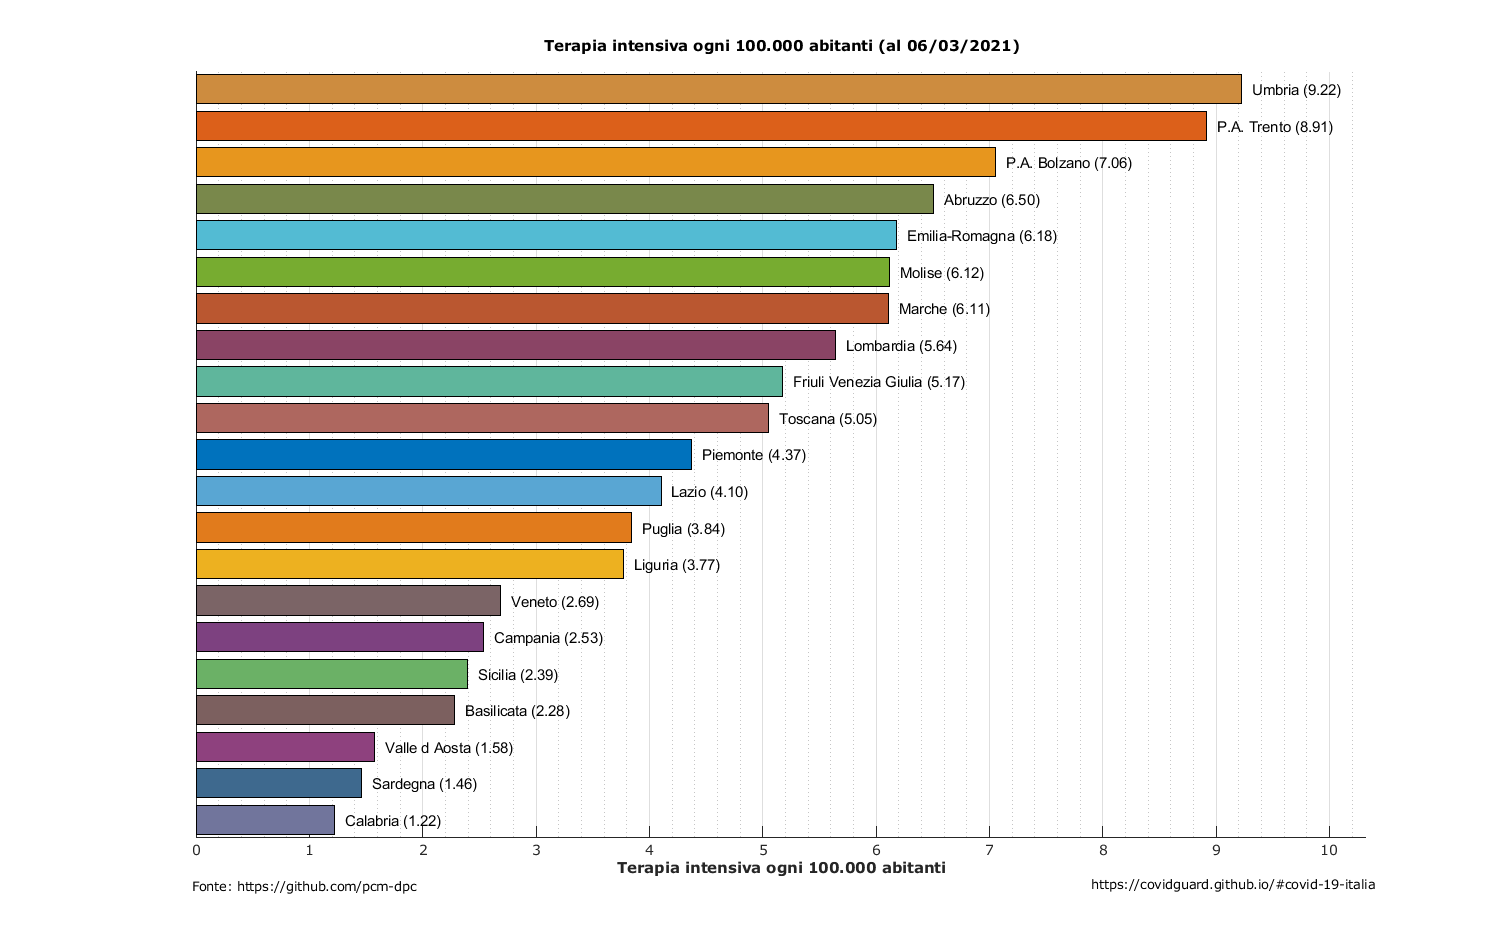 Terapia intensiva ogni 100.000 abitanti (al 06/03/2021)
Umbria (9.22)
P.A. Trento (8.91)
P.A. Bolzano (7.06)
Abruzzo (6.50)
Emilia-Romagna (6.18)
Molise (6.12)
Marche (6.11)
Lombardia (5.64)
Friuli Venezia Giulia (5.17)
Toscana (5.05)
Piemonte (4.37)
Lazio (4.10)
Puglia (3.84)
Liguria (3.77)
Veneto (2.69)
Campania (2.53)
Sicilia (2.39)
Basilicata (2.28)
Valle d Aosta (1.58)
Sardegna (1.46)
Calabria (1.22)
0 1 2 3 4 5 6 7 8 9 10
Terapia intensiva ogni 100.000 abitanti
Fonte: https://github.com/pcm-dpc
https://covidguard.github.io/#covid-19-italia